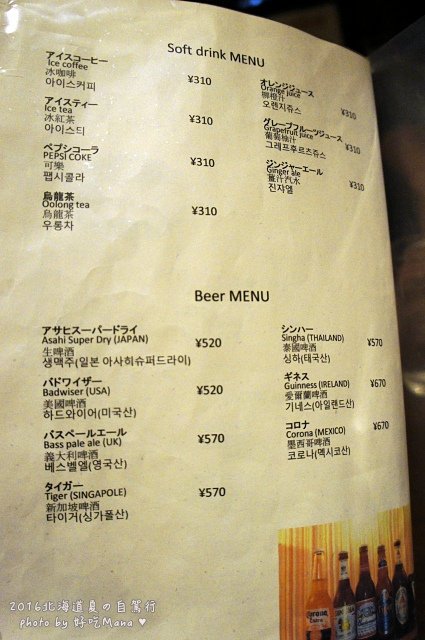 Soft drink MENU
アイスコーヒー
Ice coffee
冰咖啡
아이스커피
¥310
アイスティー
Ice tea
冰紅茶
아이스티
¥310
ペプシコーラ
PEPSI COKE
可樂
팹시콜라
¥310
烏龍茶
Oolong tea
烏龍茶
우롱차
¥310
オレンジジュース
Orange juice
柳橙汁
오렌지쥬스
¥310
グレープフルーツジュース
Grapefruit juice
葡萄柚汁
그레프후르츠쥬스
¥310
ジンジャーエール
Ginger ale
薑汁汽水
진쟈엘
¥310
Beer MENU
アサヒスーパードライ
Asahi Super Dry (JAPAN)
生啤酒
생맥주(일본 아사히슈퍼드라이)
¥520
バドワイザー
Badwiser (USA)
美國啤酒
하드와이어(미국산)
¥520
バスペールエール
Bass pale ale (UK)
義大利啤酒
베스벨엘(영국산)
¥570
タイガー
Tiger (SINGAPOLE)
新加坡啤酒
타이거(싱가폴산)
¥570
シンハー
Singha (THAILAND)
泰國啤酒
싱하(태국산)
¥570
ギネス
Guinness (IRELAND)
愛爾蘭啤酒
기네스(아일랜드산)
¥670
コロナ
Corona (MEXICO)
墨西哥啤酒
코로나(멕시코산)
¥670
2016北海道夏の自駕行
photo by 好吃Mana ♥